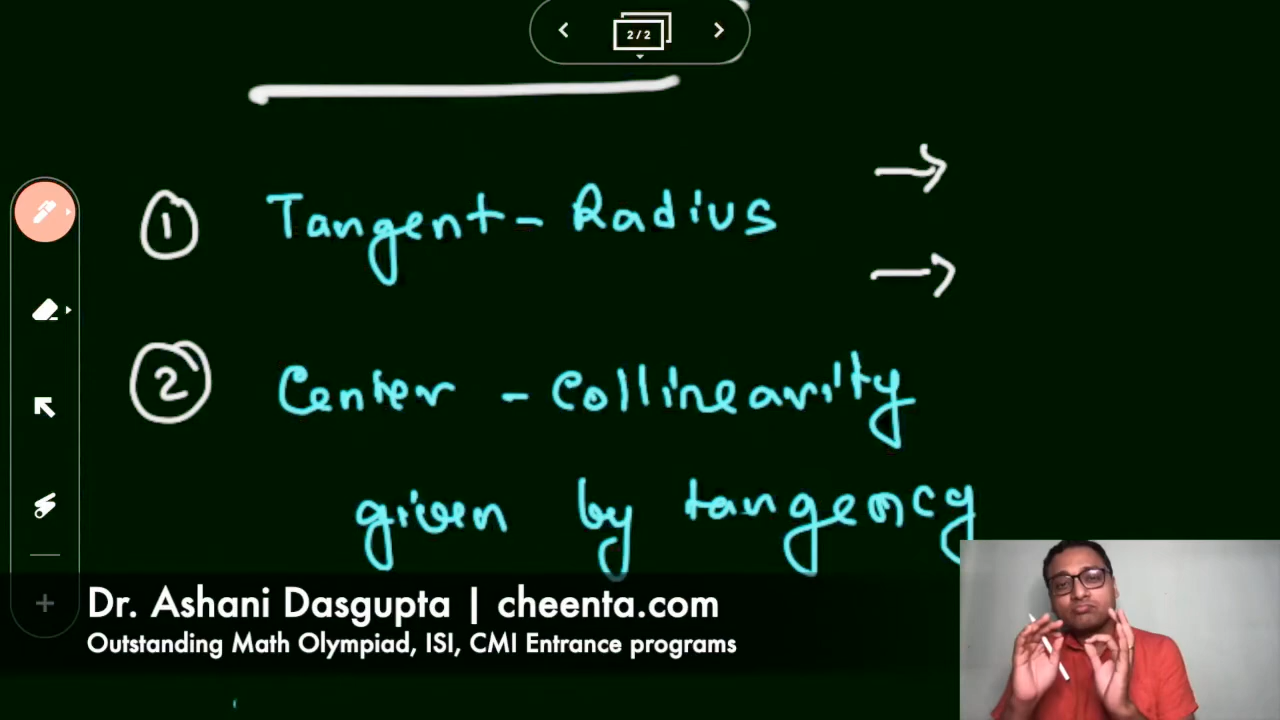 2/2
① Tangent - Radius →
→
② Center - Collinearity
given by tangency
Dr. Ashani Dasgupta | cheenta.com
Outstanding Math Olympiad, ISI, CMI Entrance programs